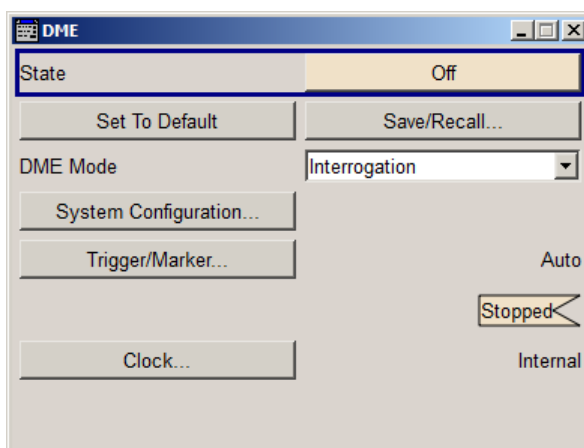 DME
State Off
Set To Default Save/Recall...
DME Mode Interrogation
System Configuration...
Trigger/Marker... Auto
Stopped
Clock... Internal